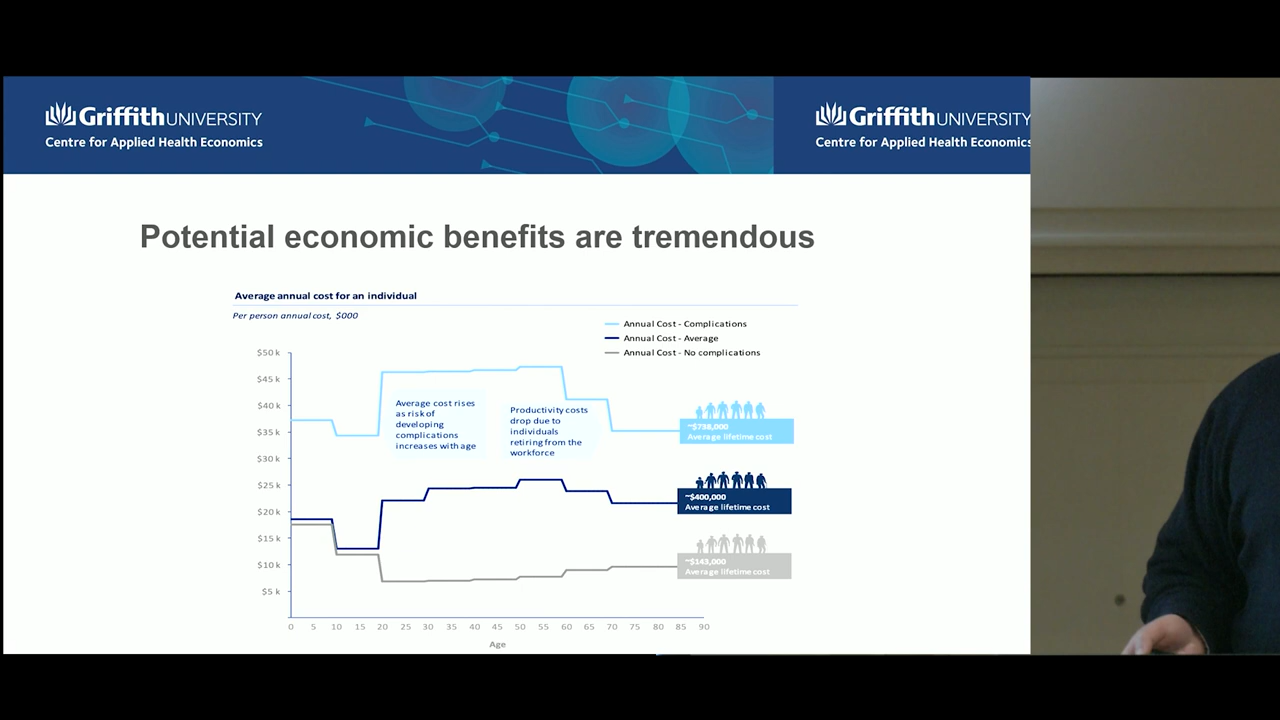 Griffith UNIVERSITY
Centre for Applied Health Economics
Griffith UNIVERSITY
Centre for Applied Health Economics
Potential economic benefits are tremendous
Average annual cost for an individual
Per person annual cost, $000
Annual Cost - Complications
Annual Cost - Average
Annual Cost - No complications
$50 k
$45 k
$40 k
$35 k
$30 k
$25 k
$20 k
$15 k
$10 k
$5 k
Average cost rises
as risk of
developing
complications
increases with age
Productivity costs
drop due to
individuals
retiring from the
workforce
~$738,000
Average lifetime cost
~$400,000
Average lifetime cost
~$143,000
Average lifetime cost
0 5 10 15 20 25 30 35 40 45 50 55 60 65 70 75 80 85 90
Age